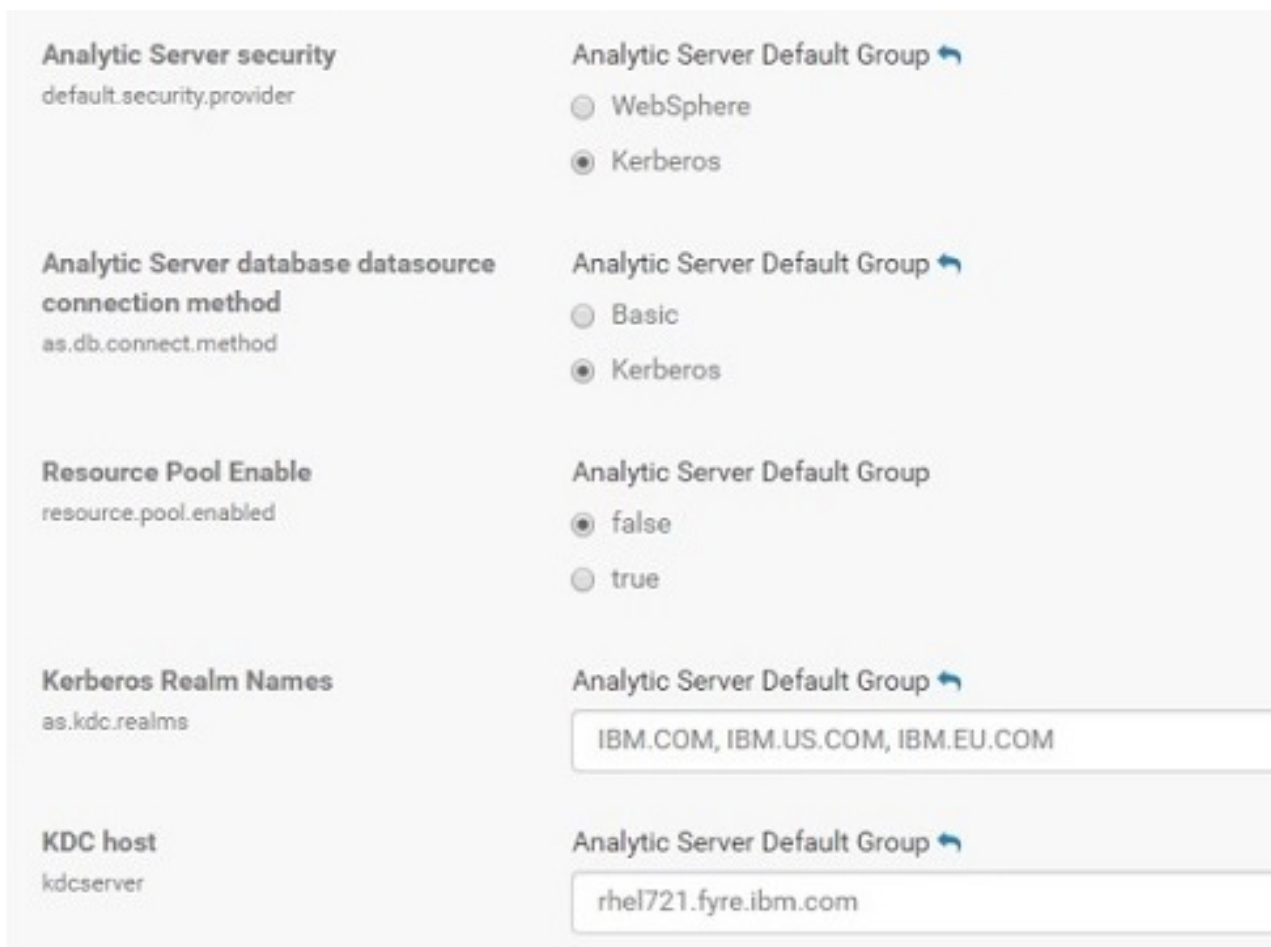 Analytic Server security
default.security.provider
Analytic Server Default Group
WebSphere
Kerberos
Analytic Server database datasource
connection method
as.db.connect.method
Analytic Server Default Group
Basic
Kerberos
Resource Pool Enable
resource.pool.enabled
Analytic Server Default Group
false
true
Kerberos Realm Names
as.kdc.realms
Analytic Server Default Group
IBM.COM, IBM.US.COM, IBM.EU.COM
KDC host
kdcserver
Analytic Server Default Group
rhel721.fyre.ibm.com